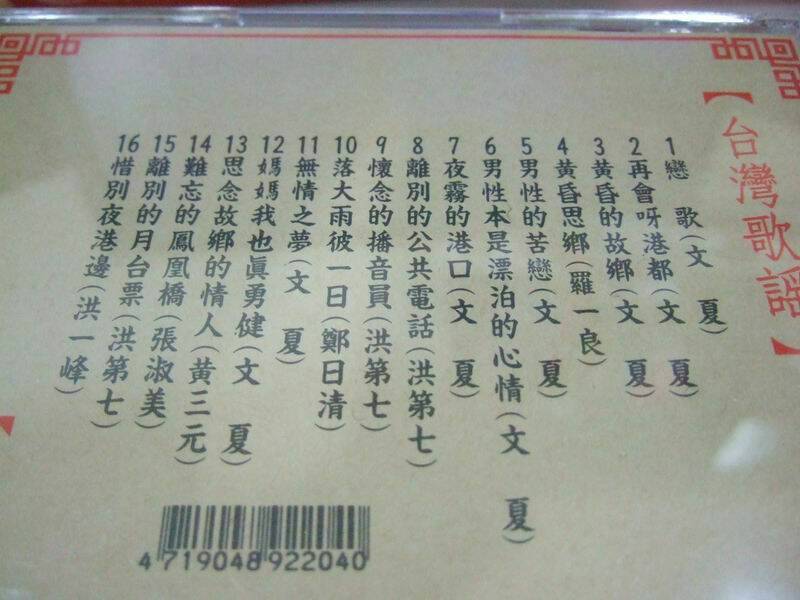 【台灣歌謠】
1 戀 歌(文 夏)
2 再會呀港都(文 夏)
3 黃昏的故鄉(文 夏)
4 黃昏思鄉(羅一良)
5 男性的苦戀(文 夏)
6 男性本是漂泊的心情(文 夏)
7 夜霧的港口(文 夏)
8 離別的公共電話(洪第七)
9 懷念的播音員(洪第七)
10 落大雨彼一日(鄭日清)
11 無情之夢(文 夏)
12 媽媽我也眞勇健(文 夏)
13 思念故鄉的情人(黃三元)
14 難忘的鳳凰橋(張淑美)
15 離別的月台票(洪第七)
16 惜別夜港邊(洪一峰)
4 719048 922040